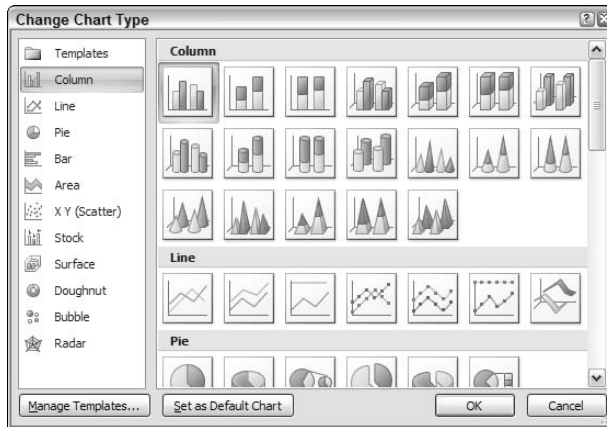 Change Chart Type
Templates
Column
Line
Pie
Bar
Area
X Y (Scatter)
Stock
Surface
Doughnut
Bubble
Radar
Column
Line
Pie
Manage Templates...
Set as Default Chart
OK
Cancel